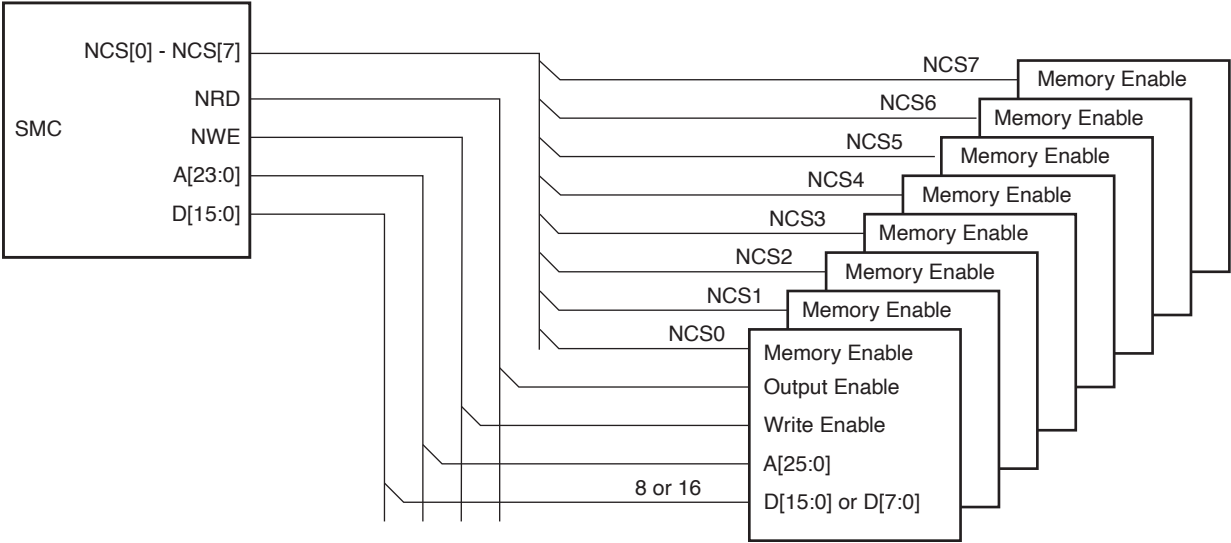 NCS[0] - NCS[7]
NRD
SMC
NWE
A[23:0]
D[15:0]
NCS7
Memory Enable
NCS6
Memory Enable
NCS5
Memory Enable
NCS4
Memory Enable
NCS3
Memory Enable
NCS2
Memory Enable
NCS1
Memory Enable
NCS0
Memory Enable
Output Enable
Write Enable
A[25:0]
8 or 16
D[15:0] or D[7:0]